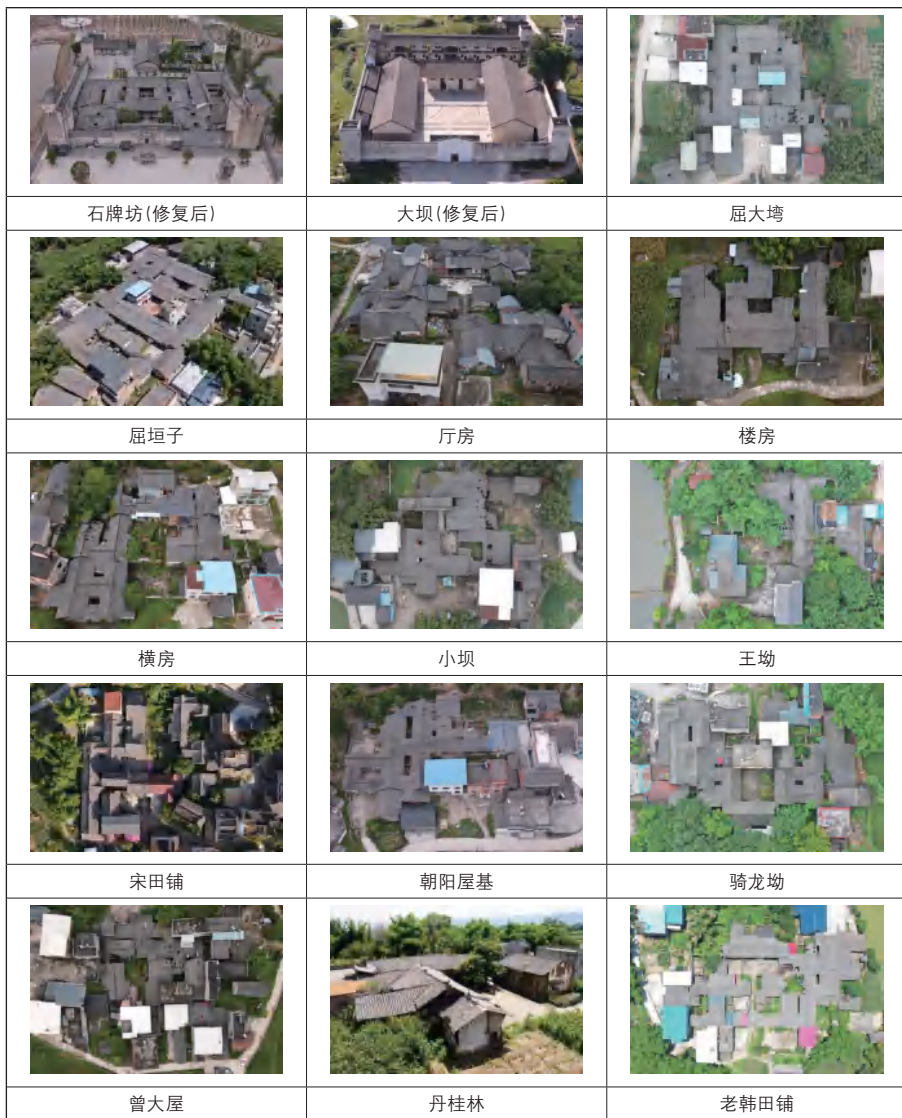 石牌坊(修复后)
大坝(修复后)
屈大塆
屈垣子
厅房
楼房
横房
小坝
王坳
宋田铺
朝阳屋基
骑龙坳
曾大屋
丹桂林
老韩田铺